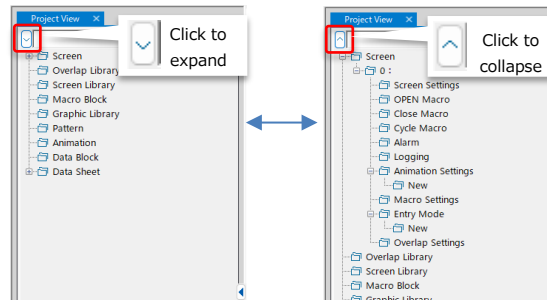 Project View ×
Click to
expand
Screen
Overlap Library
Screen Library
Macro Block
Graphic Library
Pattern
Animation
Data Block
Data Sheet
Project View ×
Click to
collapse
Screen
0 :
Screen Settings
OPEN Macro
Close Macro
Cycle Macro
Alarm
Logging
Animation Settings
New
Macro Settings
Entry Mode
New
Overlap Settings
Overlap Library
Screen Library
Macro Block
Graphic Library